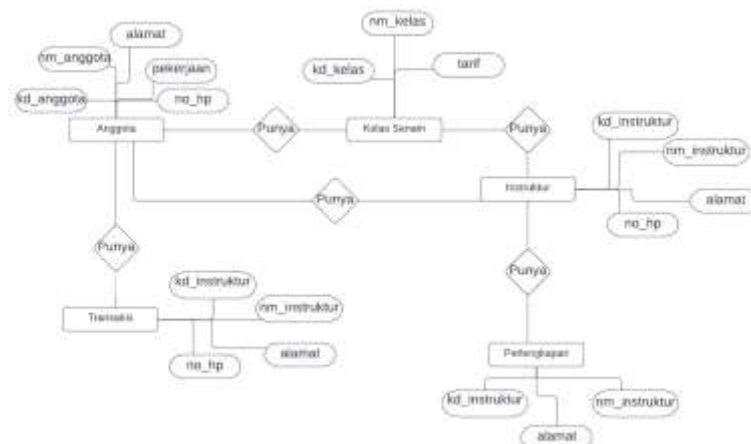 nm_kelas
alamat
nm_anggota
kd_kelas
tarif
pekerjaan
kd_anggota
no_hp
Anggota
Punya
Kelas Senam
Punya
kd_instruktur
nm_instruktur
Instruktur
Punya
alamat
no_hp
Punya
Punya
kd_instruktur
nm_instruktur
Transaksi
alamat
no_hp
Perlengkapan
kd_instruktur
nm_instruktur
alamat